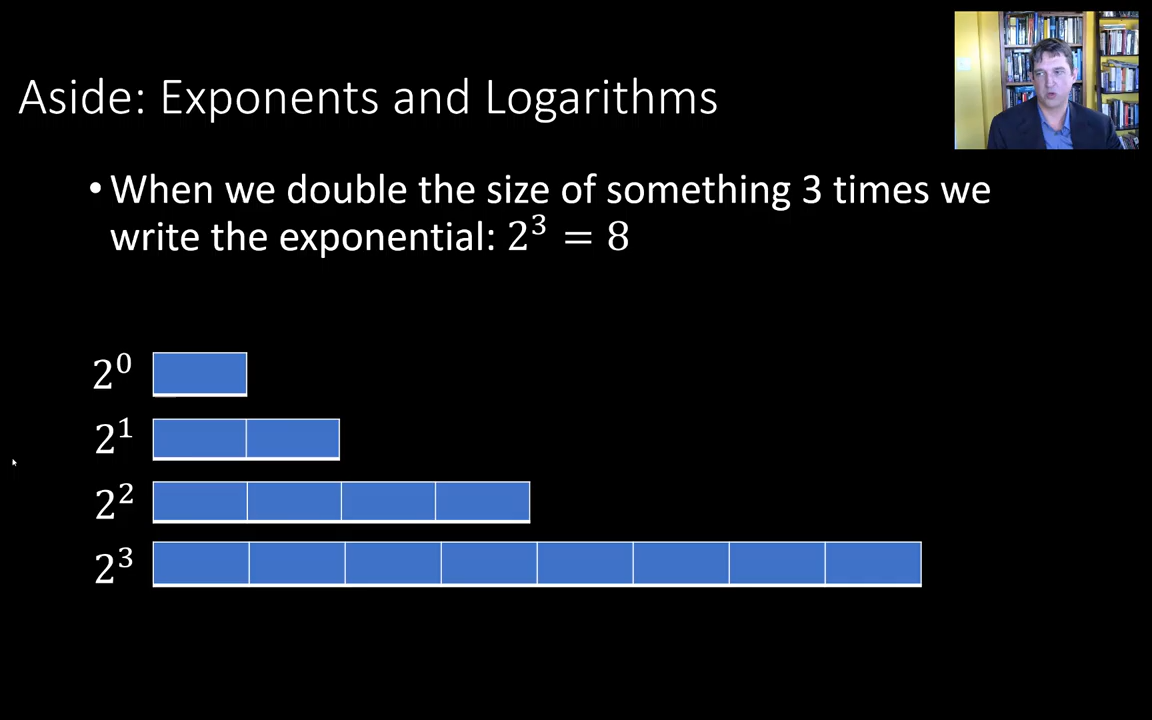 Aside: Exponents and Logarithms
• When we double the size of something 3 times we
write the exponential: 2³ = 8
2⁰
2¹
2²
2³